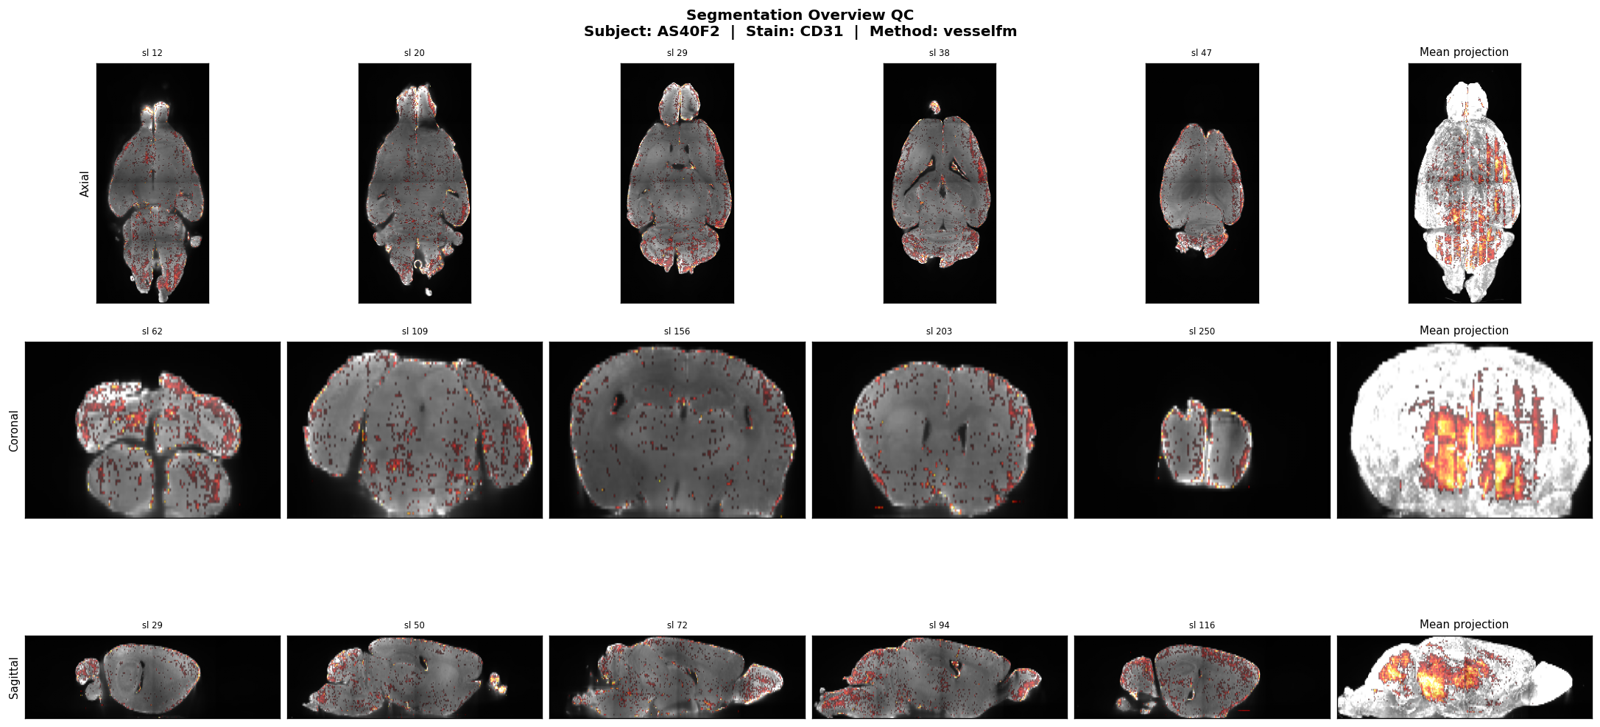 Segmentation Overview QC
Subject: AS40F2 | Stain: CD31 | Method: vesselfm
sl 12
sl 20
sl 29
sl 38
sl 47
Mean projection
Axial
sl 62
sl 109
sl 156
sl 203
sl 250
Mean projection
Coronal
sl 29
sl 50
sl 72
sl 94
sl 116
Mean projection
Sagittal